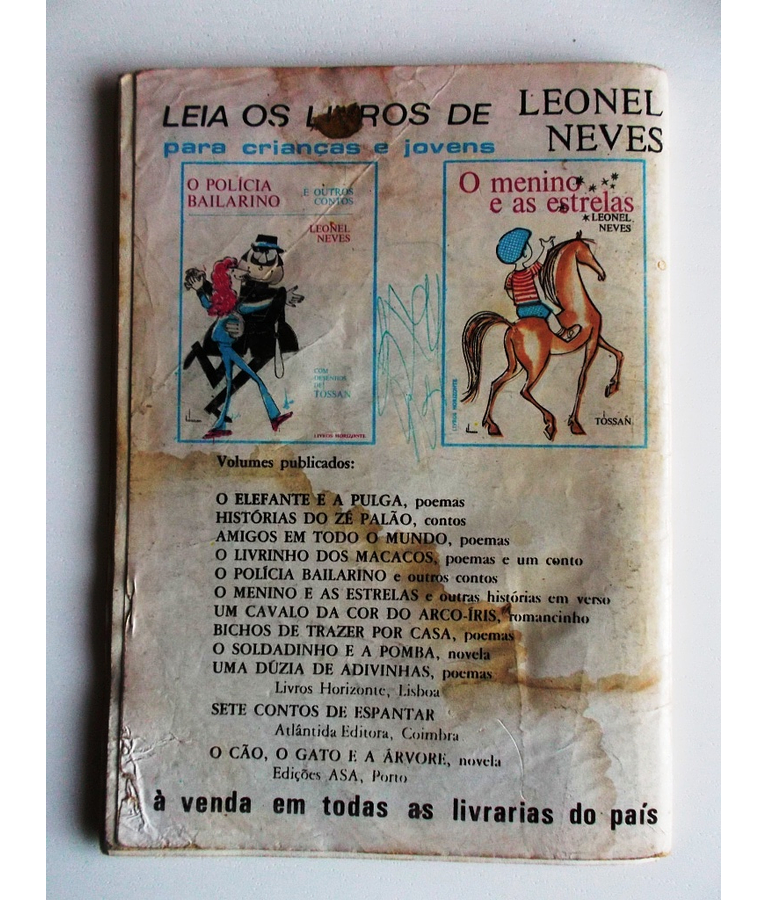 LEIA OS LIVROS DE
LEONEL
NEVES
para crianças e jovens
O POLÍCIA
BAILARINO
E OUTROS
CONTOS
LEONEL
NEVES
COM
DESENHOS
DE
TOSSAN
LIVROS HORIZONTE
O menino
e as estrelas
LEONEL
NEVES
LIVROS HORIZONTE
TÓSSAN
Volumes publicados:
O ELEFANTE E A PULGA, poemas
HISTÓRIAS DO ZÉ PALÃO, contos
AMIGOS EM TODO O MUNDO, poemas
O LIVRINHO DOS MACACOS, poemas e um conto
O POLÍCIA BAILARINO e outros contos
O MENINO E AS ESTRELAS e outras histórias em verso
UM CAVALO DA COR DO ARCO-ÍRIS, romancinho
BICHOS DE TRAZER POR CASA, poemas
O SOLDADINHO E A POMBA, novela
UMA DÚZIA DE ADIVINHAS, poemas
Livros Horizonte, Lisboa
SETE CONTOS DE ESPANTAR
Atlântida Editora, Coimbra
O CÃO, O GATO E A ÁRVORE, novela
Edições ASA, Porto
à venda em todas as livrarias do país